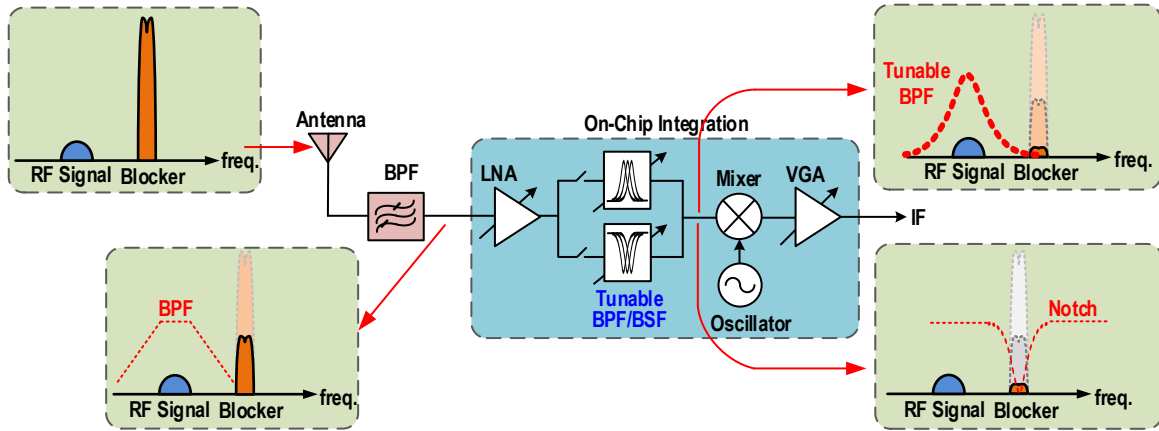 freq.
RF Signal Blocker
Antenna
BPF
On-Chip Integration
LNA
Tunable
BPF/BSF
Mixer
Oscillator
VGA
IF
Tunable
BPF
freq.
RF Signal Blocker
BPF
freq.
RF Signal Blocker
Notch
freq.
RF Signal Blocker